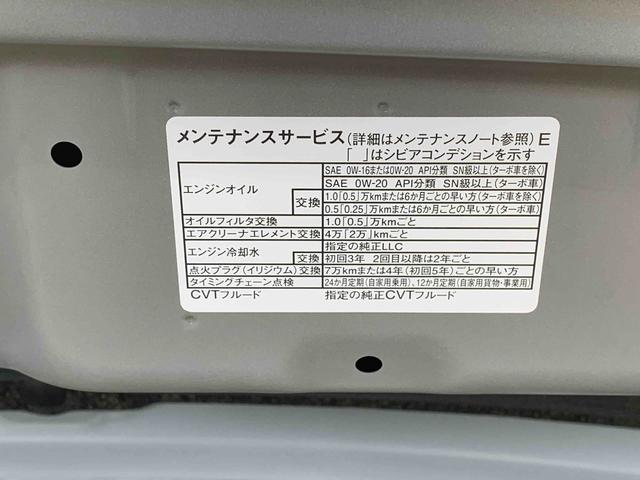 メンテナンスサービス(詳細はメンテナンスノート参照) E
「 」はシビアコンデションを示す
エンジンオイル
SAE 0W-16または0W-20 API分類 SN級以上(ターボ車を除く)
SAE 0W-20 API分類 SN級以上(ターボ車)
交換
1.0「0.5」万kmまたは6か月ごとの早い方(ターボ車を除く)
0.5「0.25」万kmまたは6か月ごとの早い方(ターボ車)
オイルフィルタ交換 1.0「0.5」万kmごと
エアクリーナエレメント交換 4万「2万」kmごと
エンジン冷却水 指定の純正LLC
交換 初回3年 2回目以降は2年ごと
点火プラグ(イリジウム)交換 7万kmまたは4年(初回5年)ごとの早い方
タイミングチェーン点検 24か月定期(自家用乗用)、12か月定期(自家用貨物・事業用)
CVTフルード 指定の純正CVTフルード